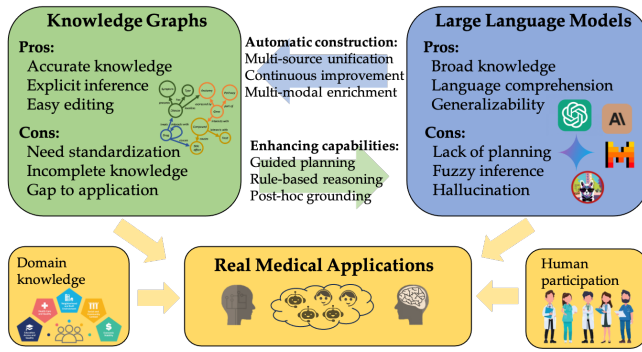 Knowledge Graphs
Pros:
Accurate knowledge
Explicit inference
Easy editing
Cons:
Need standardization
Incomplete knowledge
Gap to application
Automatic construction:
Multi-source unification
Continuous improvement
Multi-modal enrichment
Enhancing capabilities:
Guided planning
Rule-based reasoning
Post-hoc grounding
Large Language Models
Pros:
Broad knowledge
Language comprehension
Generalizability
Cons:
Lack of planning
Fuzzy inference
Hallucination
Domain
knowledge
Real Medical Applications
Human
participation